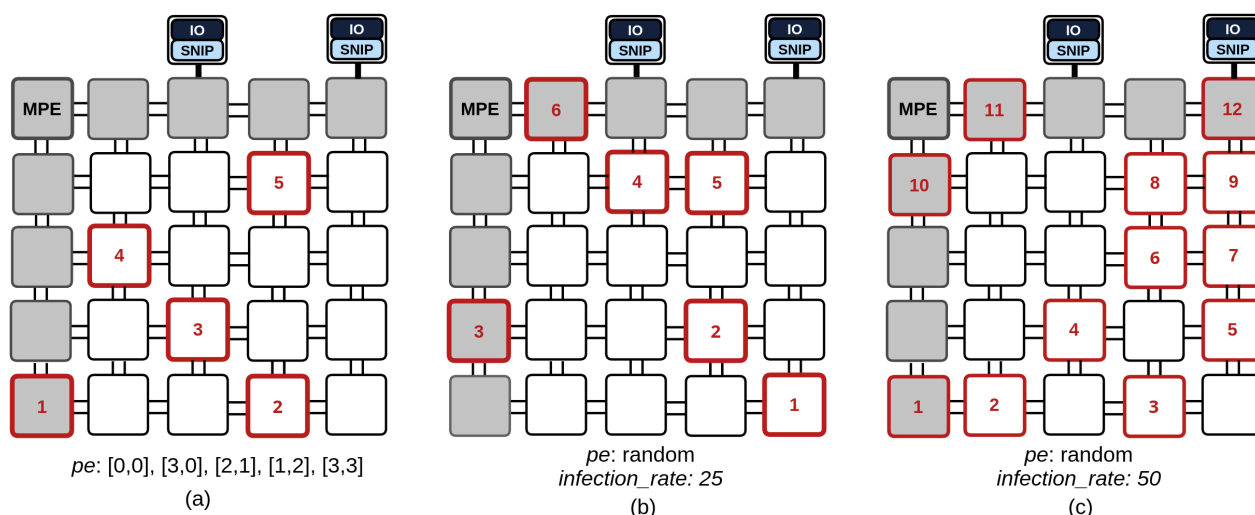 IO
SNIP
IO
SNIP
MPE
5
4
3
1
2
pe: [0,0], [3,0], [2,1], [1,2], [3,3]
(a)
IO
SNIP
IO
SNIP
MPE
6
4
5
3
2
1
pe: random
infection_rate: 25
(b)
IO
SNIP
IO
SNIP
MPE
11
12
10
8
9
6
7
4
5
1
2
3
pe: random
infection_rate: 50
(c)